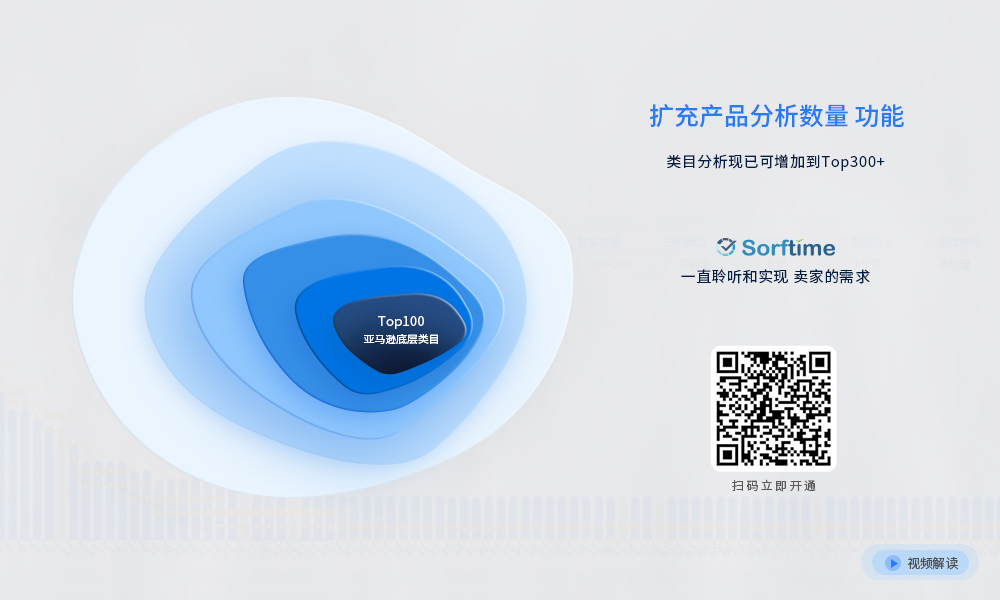 扩充产品分析数量 功能
类目分析现已可增加到Top300+
Sorftime
一直聆听和实现 卖家的需求
Top100
亚马逊底层类目
扫码立即开通
视频解读